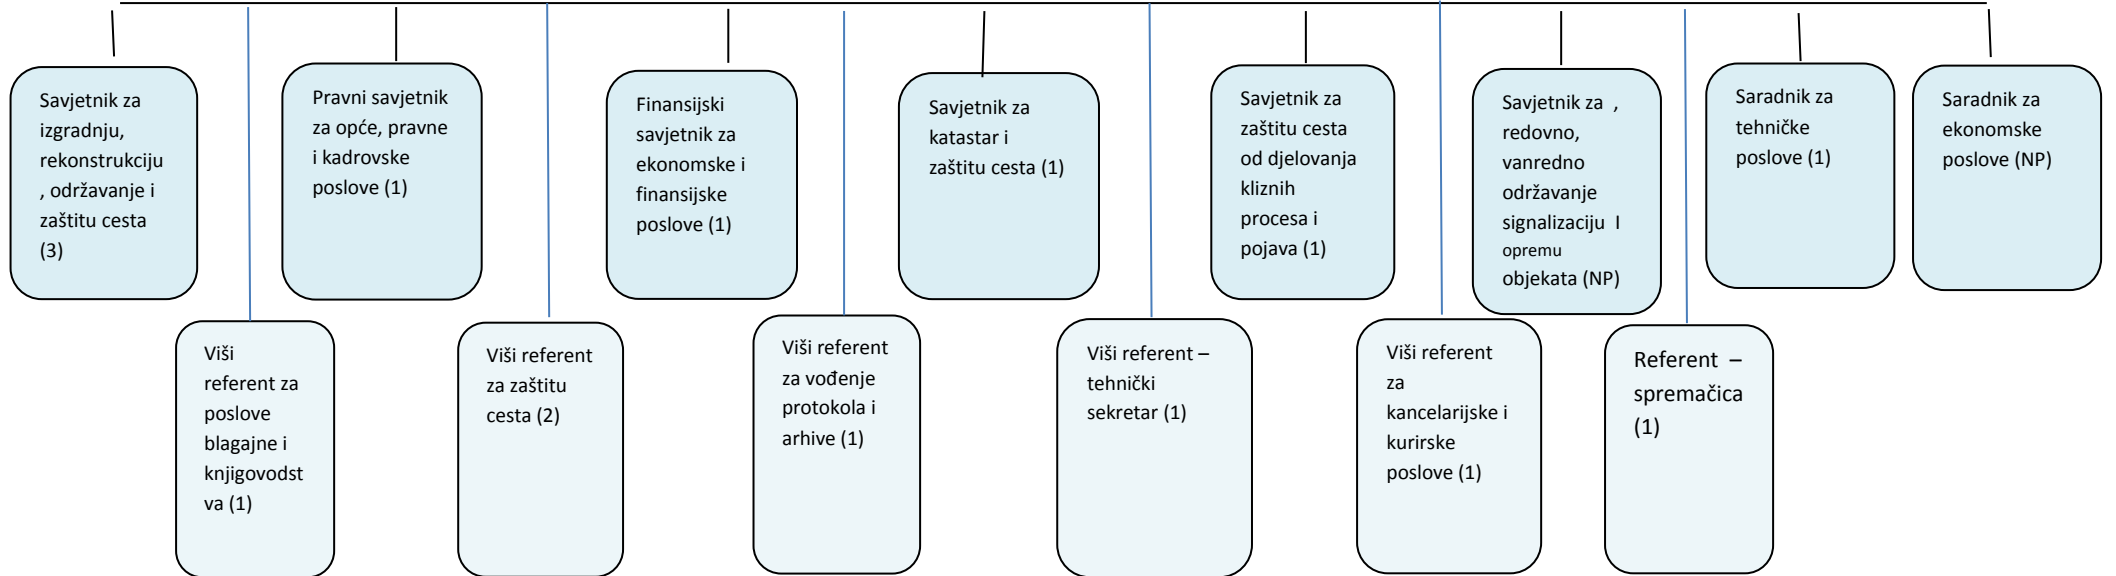 Savjetnik za
izgradnju,
rekonstrukciju
, održavanje i
zaštitu cesta
(3)
Pravni savjetnik
za opće, pravne
i kadrovske
poslove (1)
Finansijski
savjetnik za
ekonomske i
finansijske
poslove (1)
Savjetnik za
katastar i
zaštitu cesta (1)
Savjetnik za
zaštitu cesta
od djelovanja
kliznih
procesa i
pojava (1)
Savjetnik za ,
redovno,
vanredno
održavanje
signalizaciju I
opremu
objekata (NP)
Saradnik za
tehničke
poslove (1)
Saradnik za
ekonomske
poslove (NP)
Viši
referent za
poslove
blagajne i
knjigovodst
va (1)
Viši referent
za zaštitu
cesta (2)
Viši referent
za vođenje
protokola i
arhive (1)
Viši referent –
tehnički
sekretar (1)
Viši referent
za
kancelarijske i
kurirske
poslove (1)
Referent –
spremačica
(1)